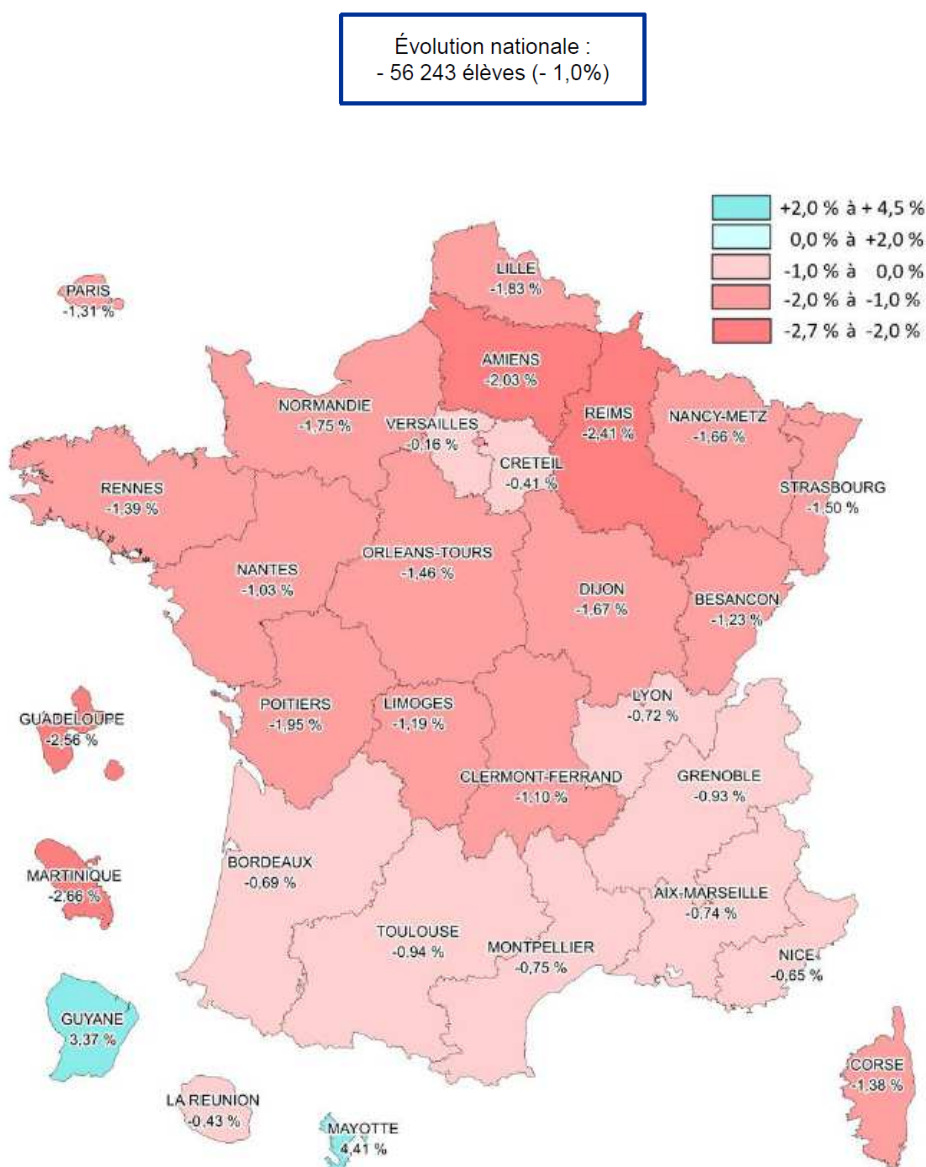 Évolution nationale :
- 56 243 élèves (- 1,0%)
+2,0 % à + 4,5 %
0,0 % à +2,0 %
-1,0 % à 0,0 %
-2,0 % à -1,0 %
-2,7 % à -2,0 %
LILLE
-1,83 %
PARIS
-1,31 %
AMIENS
-2,03 %
NORMANDIE
-1,75 %
VERSAILLES
-0,16 %
REIMS
-2,41 %
NANCY-METZ
-1,66 %
CRETEIL
-0,41 %
STRASBOURG
-1,50 %
RENNES
-1,39 %
ORLEANS-TOURS
-1,46 %
NANTES
-1,03 %
DIJON
-1,67 %
BESANCON
-1,23 %
POITIERS
-1,95 %
LIMOGES
-1,19 %
LYON
-0,72 %
GUADELOUPE
-2,56 %
CLERMONT-FERRAND
-1,10 %
GRENOBLE
-0,93 %
BORDEAUX
-0,69 %
MARTINIQUE
-2,66 %
AIX-MARSEILLE
-0,74 %
TOULOUSE
-0,94 %
MONTPELLIER
-0,75 %
NICE
-0,65 %
GUYANE
3,37 %
CORSE
-1,38 %
LA REUNION
-0,43 %
MAYOTTE
4,41 %